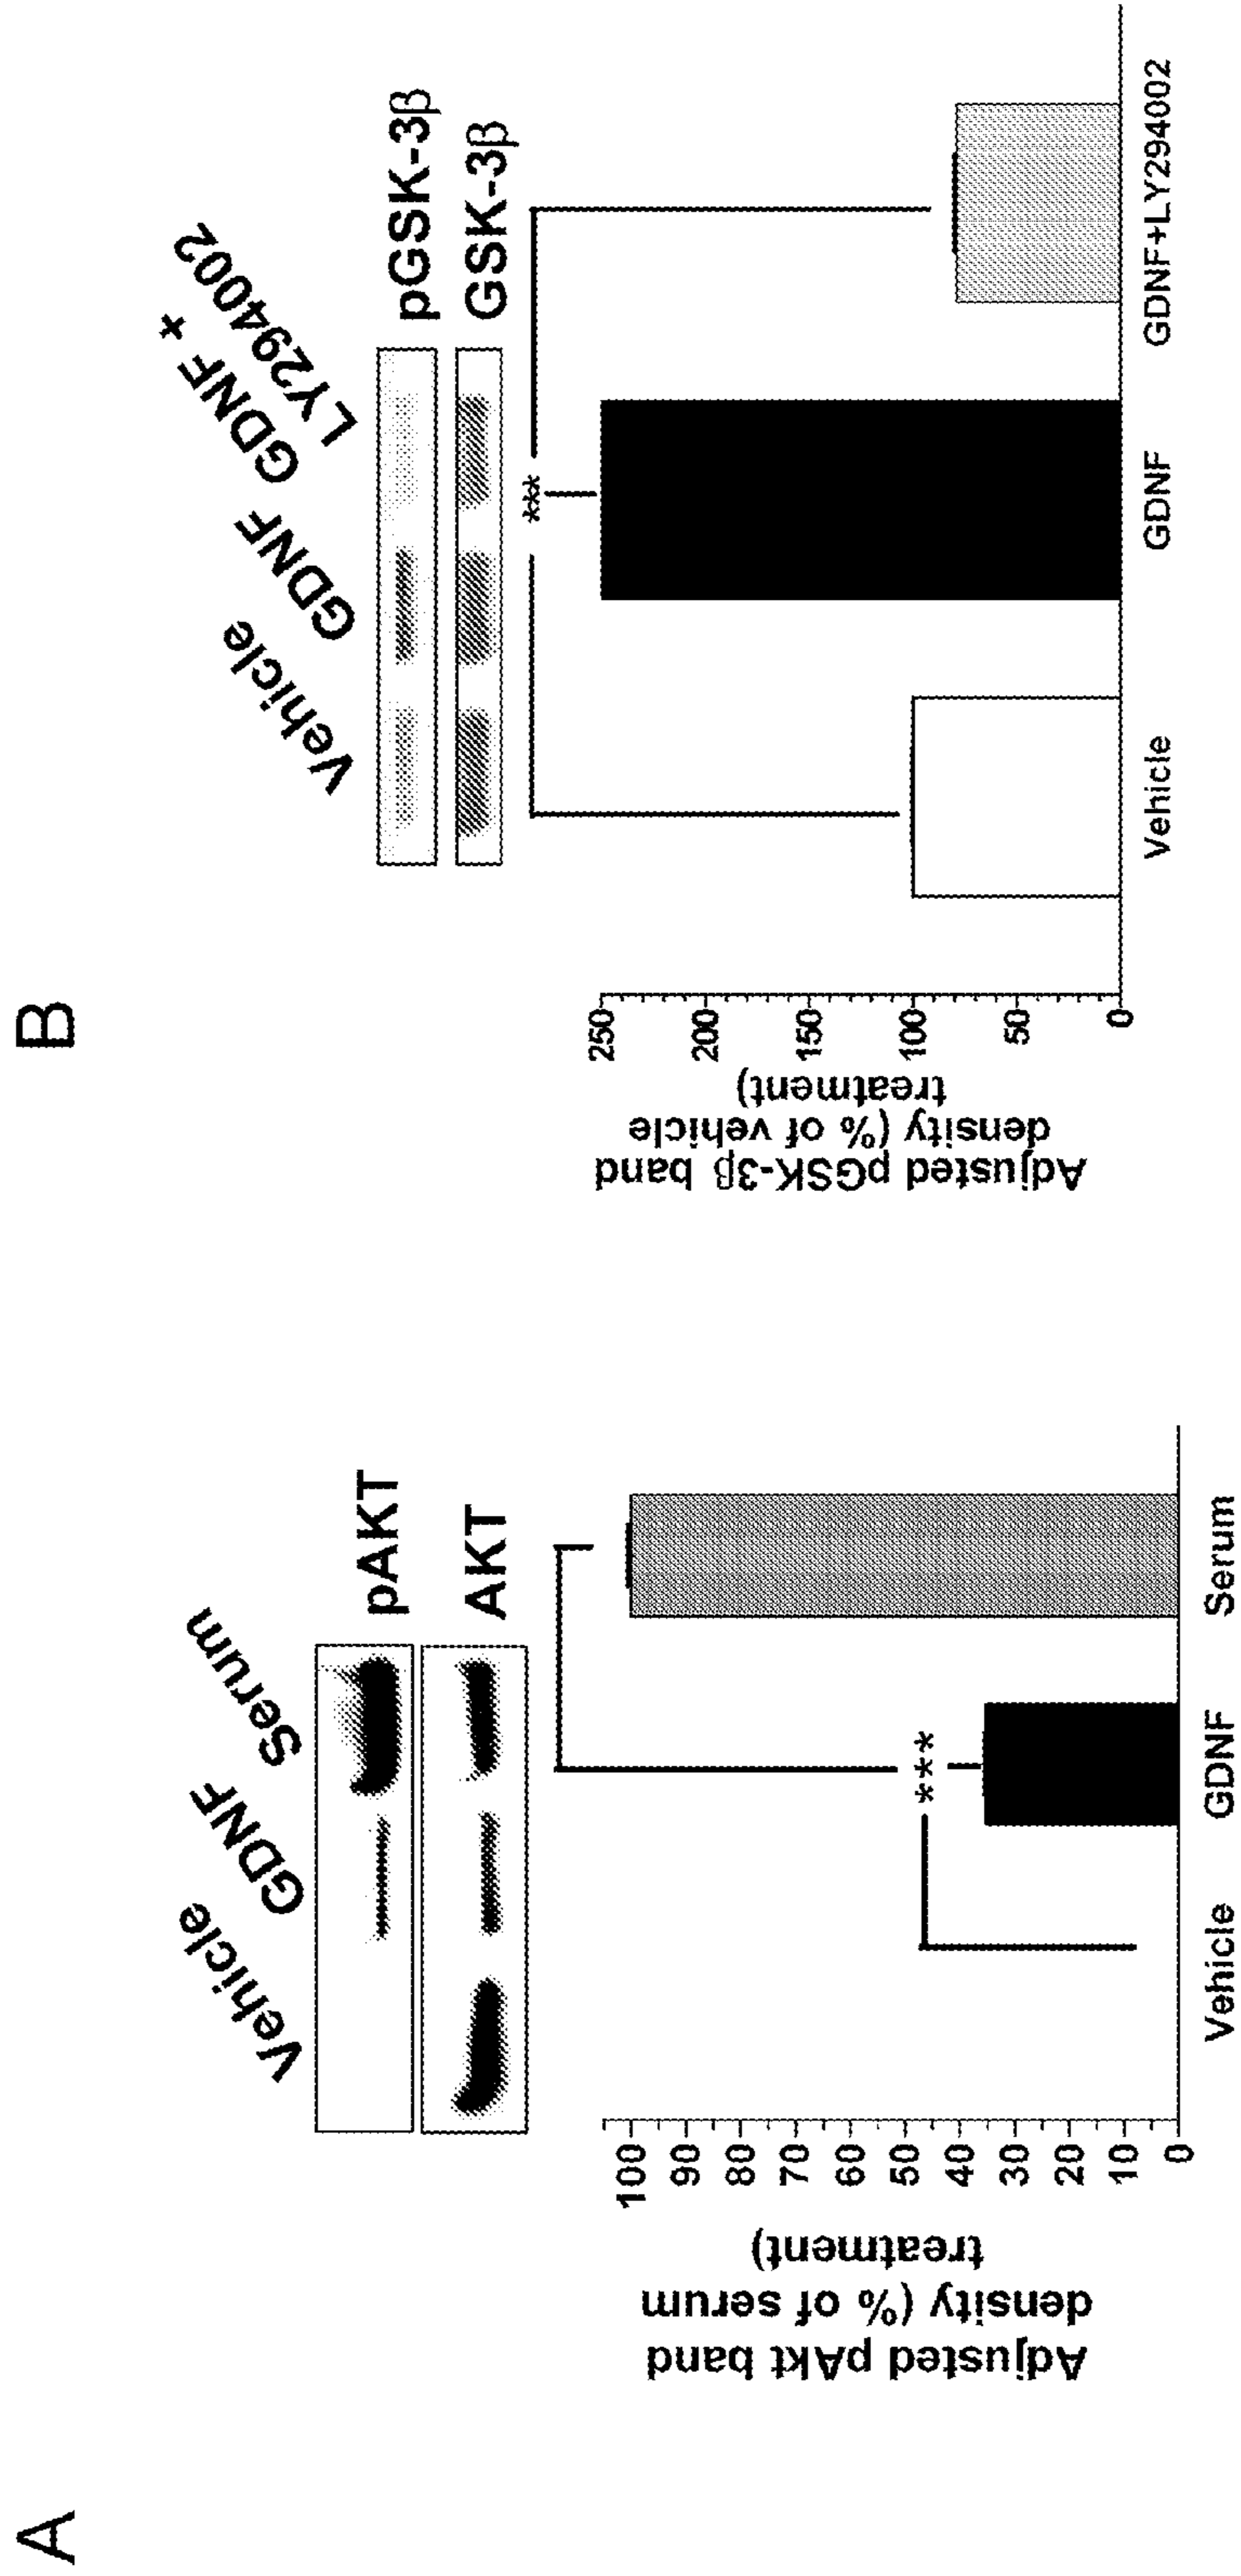 A
Vehicle
GDNF
Serum
pAKT
AKT
Adjusted pAkt band
density (% of serum
treatment)
100
90
80
70
60
50
40
30
20
10
0
***
Vehicle
GDNF
Serum
B
Vehicle
GDNF
GDNF +
LY294002
pGSK-3β
GSK-3β
Adjusted pGSK-3β band
density (% of vehicle
treatment)
250
200
150
100
50
0
***
Vehicle
GDNF
GDNF+LY294002